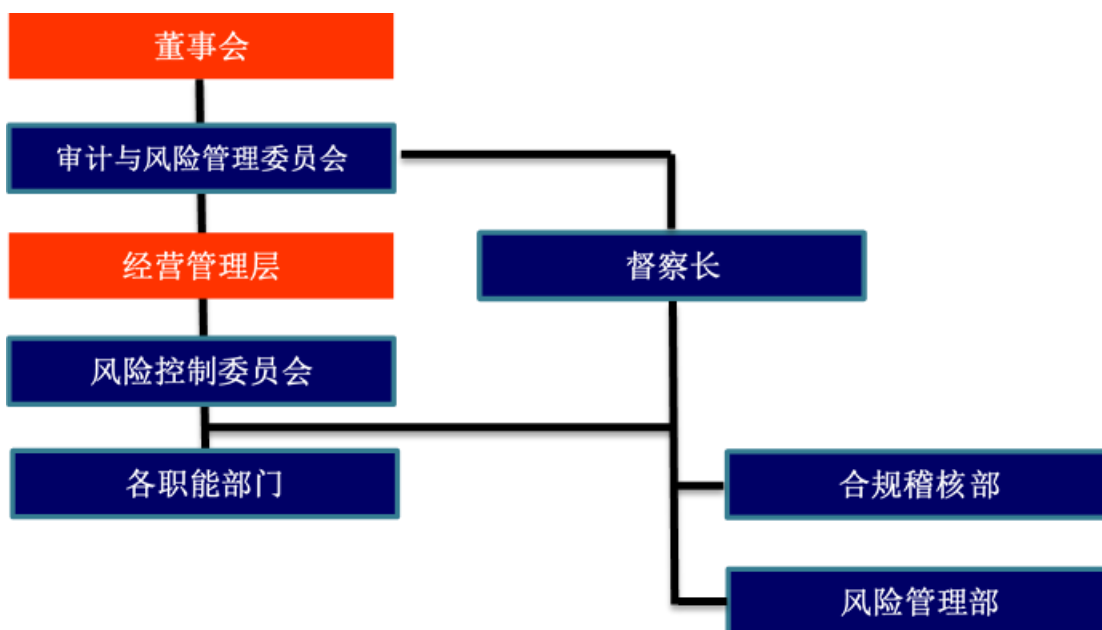 董事会
审计与风险管理委员会
经营管理层
督察长
风险控制委员会
各职能部门
合规稽核部
风险管理部